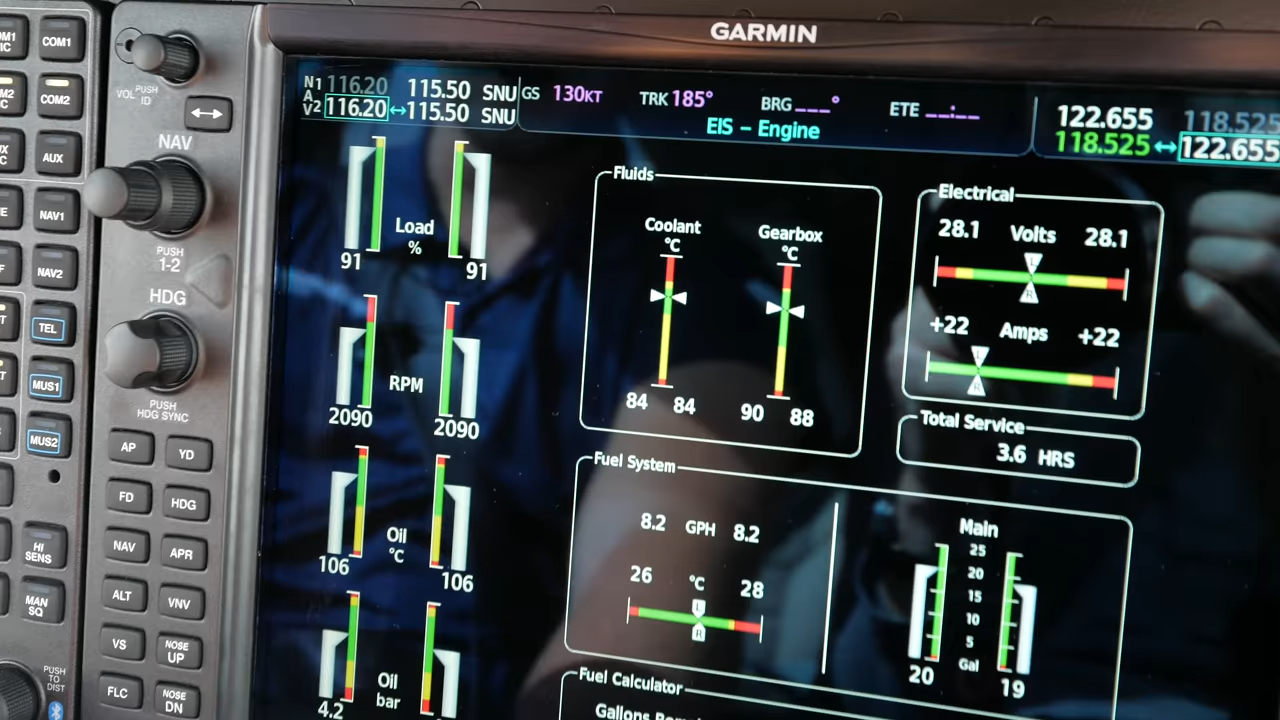 GARMIN
COM1
COM2
AUX
NAV1
NAV2
TEL
MUS1
MUS2
HI SENS
MAN SQ
VOL PUSH ID
NAV
PUSH 1-2
HDG
PUSH HDG SYNC
AP YD
FD HDG
NAV APR
ALT VNV
VS NOSE UP
FLC NOSE DN
PUSH TO DIST
N1 116.20 115.50 SNU
NAV2 116.20↔115.50 SNU
GS 130KT TRK 185° BRG ___° ETE __:__
EIS – Engine
122.655 118.525
118.525↔122.655
Load
%
91 91
RPM
2090 2090
Oil
°C
106 106
Oil
bar
4.2
Fluids
Coolant Gearbox
°C °C
84 84 90 88
Electrical
28.1 Volts 28.1
L
R
+22 Amps +22
L
R
Total Service
3.6 HRS
Fuel System
8.2 GPH 8.2
26 °C 28
L
R
Main
25
20
15
10
5
Gal
20 19
Fuel Calculator
Gallons